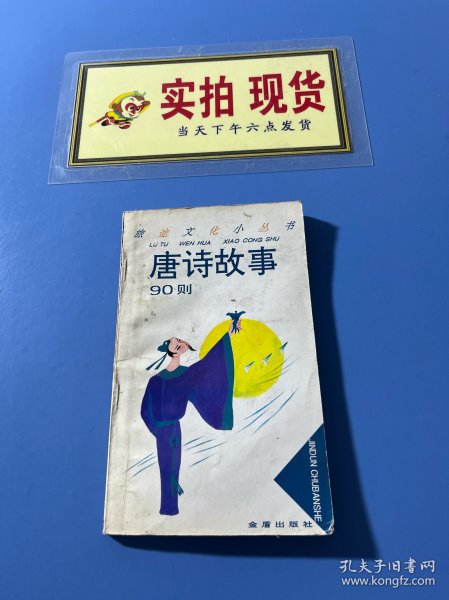 实拍 现货
当天下午六点发货
旅途文化小丛书
LU TU WEN HUA XIAO CONG SHU
唐诗故事
90则
JINDUN CHUBANSHE
金盾出版社
孔夫子旧书网
www.kongfz.com